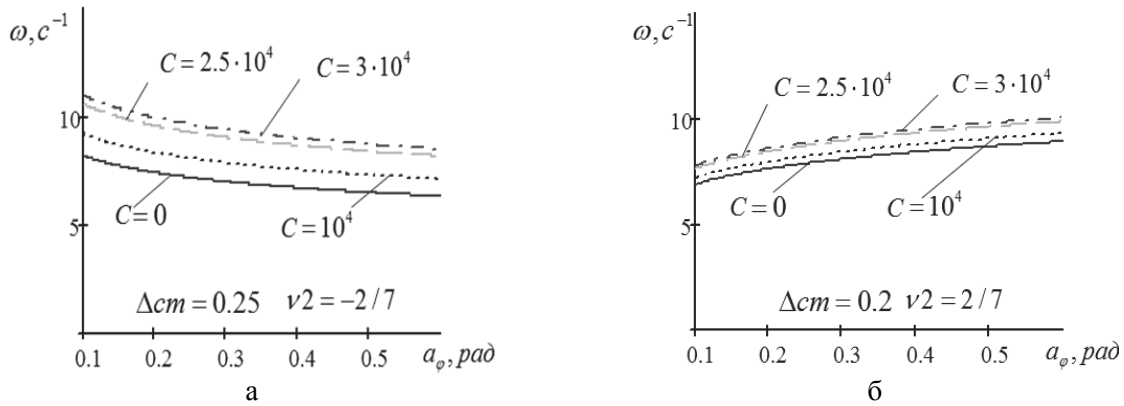 ω, c⁻¹
C = 2.5·10⁴
C = 3·10⁴
10
5
C = 0
C = 10⁴
Δcm = 0.25 ν2 = −2/7
0.1 0.2 0.3 0.4 0.5 aφ, рад
а
ω, c⁻¹
C = 2.5·10⁴
C = 3·10⁴
10
5
C = 0
C = 10⁴
Δcm = 0.2 ν2 = 2/7
0.1 0.2 0.3 0.4 0.5 aφ, рад
б